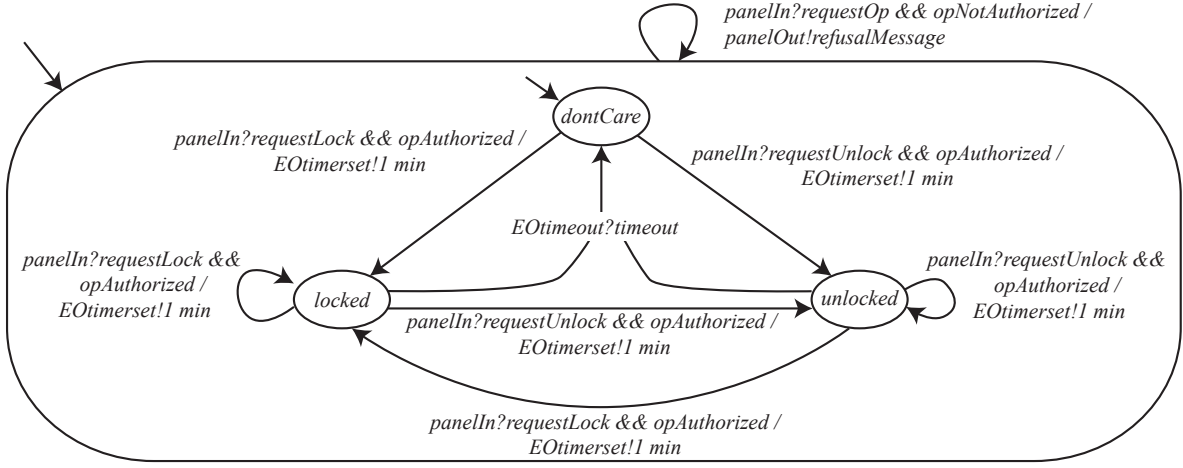 panelIn?requestOp && opNotAuthorized /
panelOut!refusalMessage
dontCare
panelIn?requestLock && opAuthorized /
EOtimerset!1 min
panelIn?requestUnlock && opAuthorized /
EOtimerset!1 min
EOtimeout?timeout
panelIn?requestLock &&
opAuthorized /
EOtimerset!1 min
locked
unlocked
panelIn?requestUnlock &&
opAuthorized /
EOtimerset!1 min
panelIn?requestUnlock && opAuthorized /
EOtimerset!1 min
panelIn?requestLock && opAuthorized /
EOtimerset!1 min